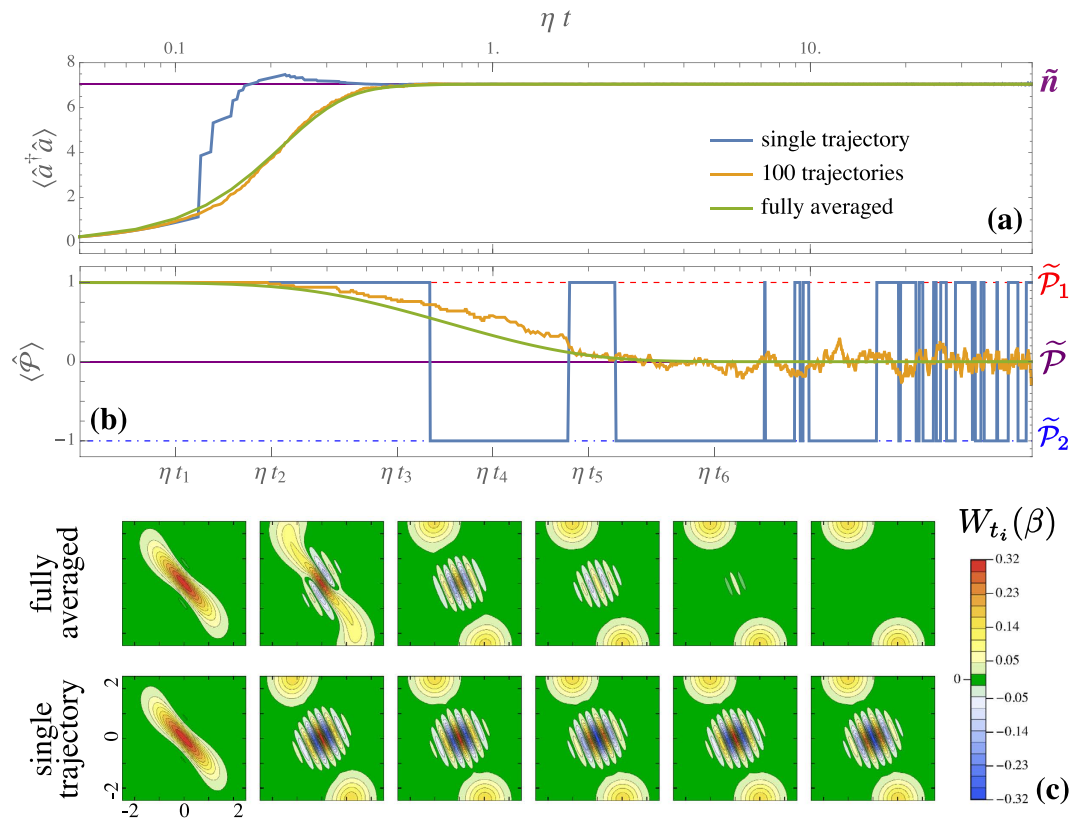 η t
0.1 1. 10.
8
6
4
2
0
⟨â†â⟩
ñ
single trajectory
100 trajectories
fully averaged
(a)
1
0
−1
⟨𝒫̂⟩
𝒫̃₁
𝒫̃
𝒫̃₂
(b)
η t₁ η t₂ η t₃ η t₄ η t₅ η t₆
fully
averaged
single
trajectory
2
0
-2
-2 0 2
W_{t_i}(β)
0.32
0.23
0.14
0.05
0
−0.05
−0.14
−0.23
−0.32
(c)